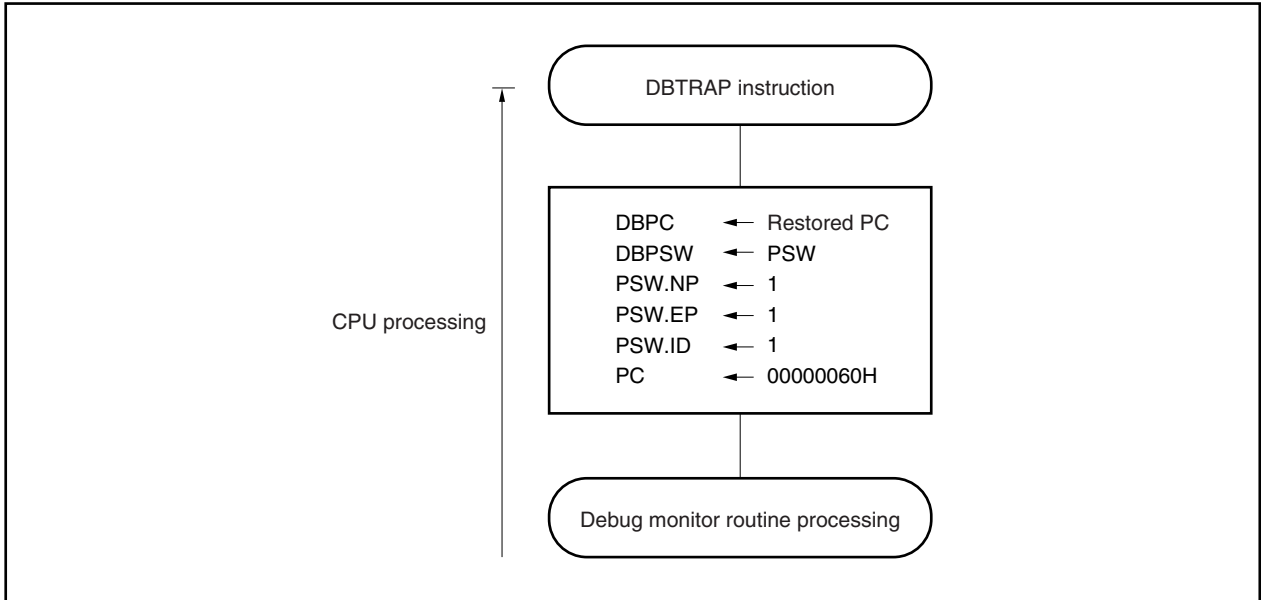 DBTRAP instruction
CPU processing
DBPC ← Restored PC
DBPSW ← PSW
PSW.NP ← 1
PSW.EP ← 1
PSW.ID ← 1
PC ← 00000060H
Debug monitor routine processing